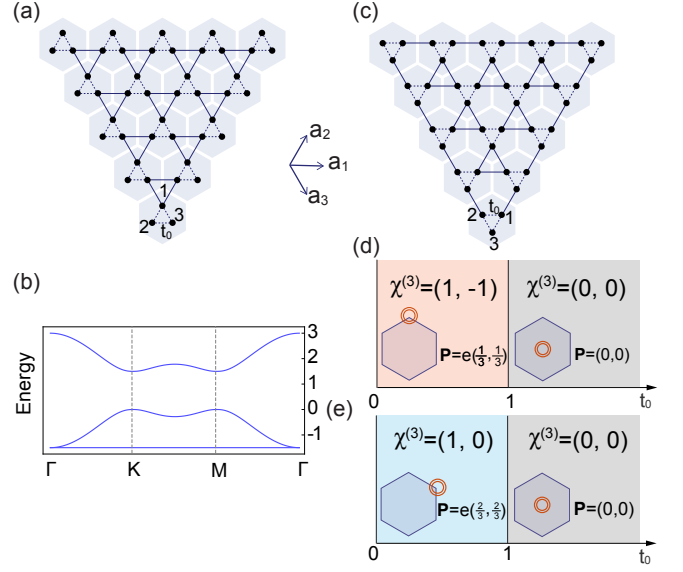 (a)
1
2
3
t₀
a₂
a₁
a₃
(c)
t₀
2
1
3
(b)
Energy
3
2
1
0
-1
Γ
K
M
Γ
(d)
χ⁽³⁾=(1, -1)
χ⁽³⁾=(0, 0)
P=e(1/3, 1/3)
P=(0,0)
0
1
t₀
(e)
χ⁽³⁾=(1, 0)
χ⁽³⁾=(0, 0)
P=e(2/3, 2/3)
P=(0,0)
0
1
t₀